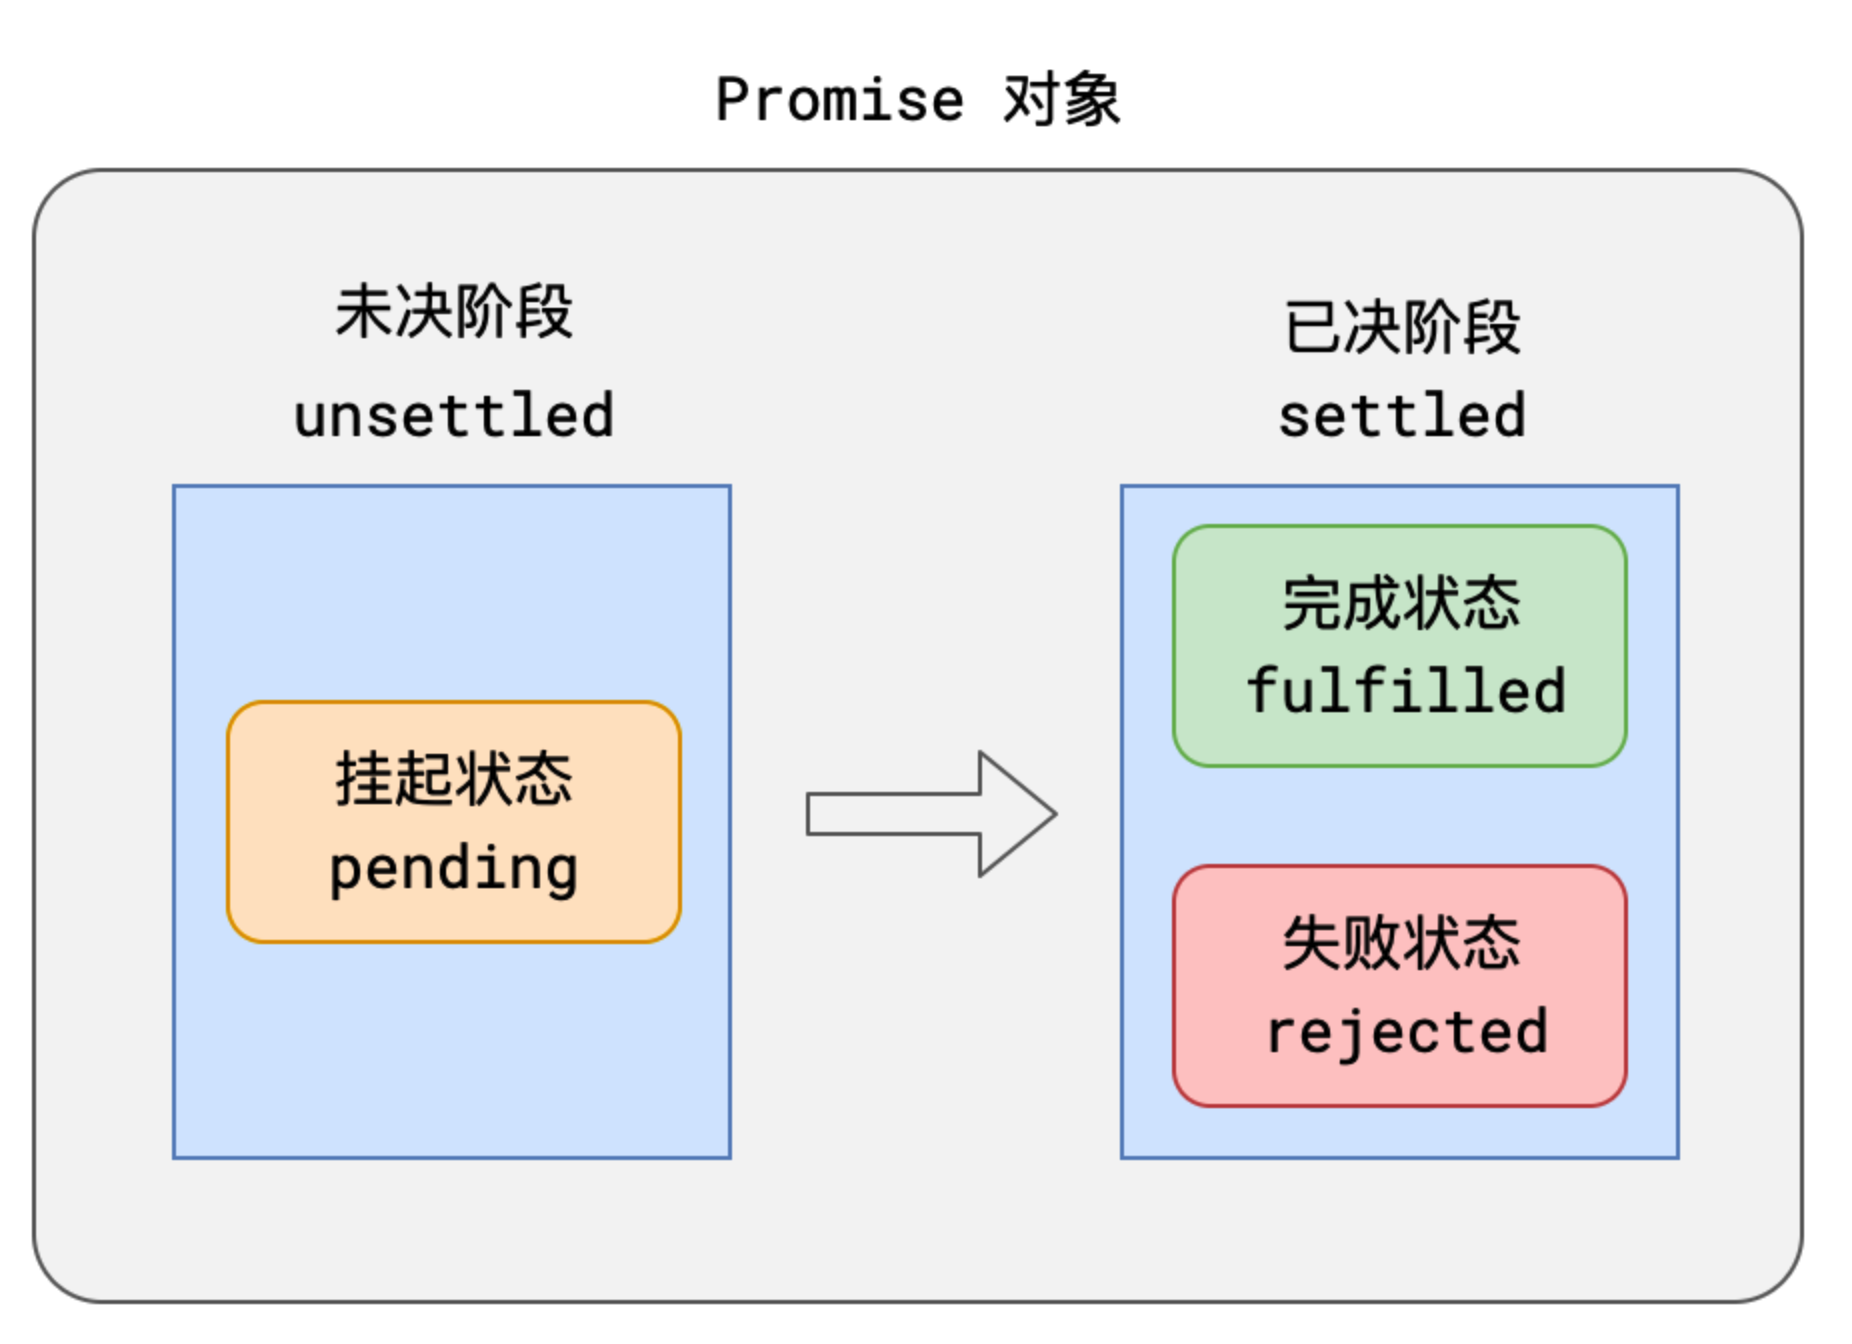 Promise 对象
未决阶段
unsettled
挂起状态
pending
已决阶段
settled
完成状态
fulfilled
失败状态
rejected